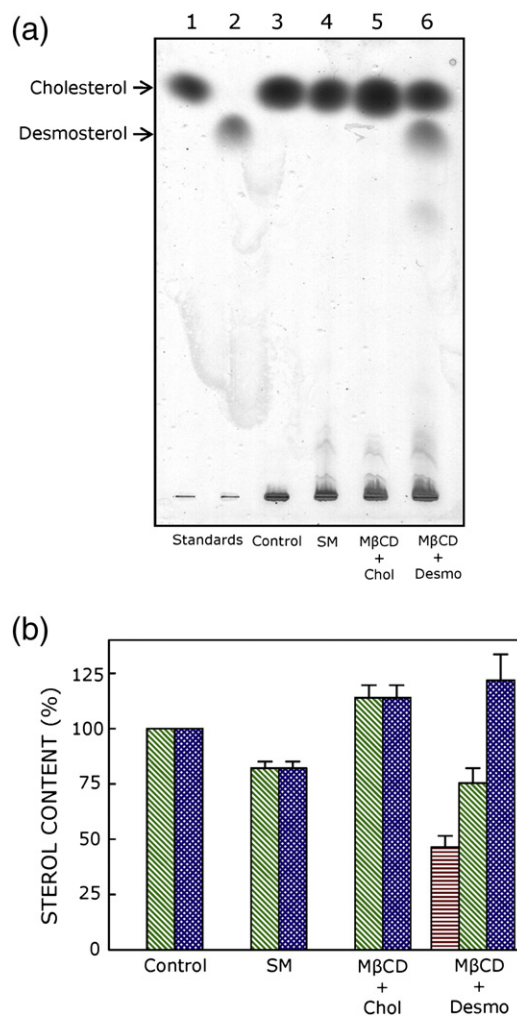 (a)
1 2 3 4 5 6
Cholesterol
Desmosterol
Standards Control SM MβCD + Chol MβCD + Desmo
(b)
STEROL CONTENT (%)
125
100
75
50
25
0
Control SM MβCD + Chol MβCD + Desmo